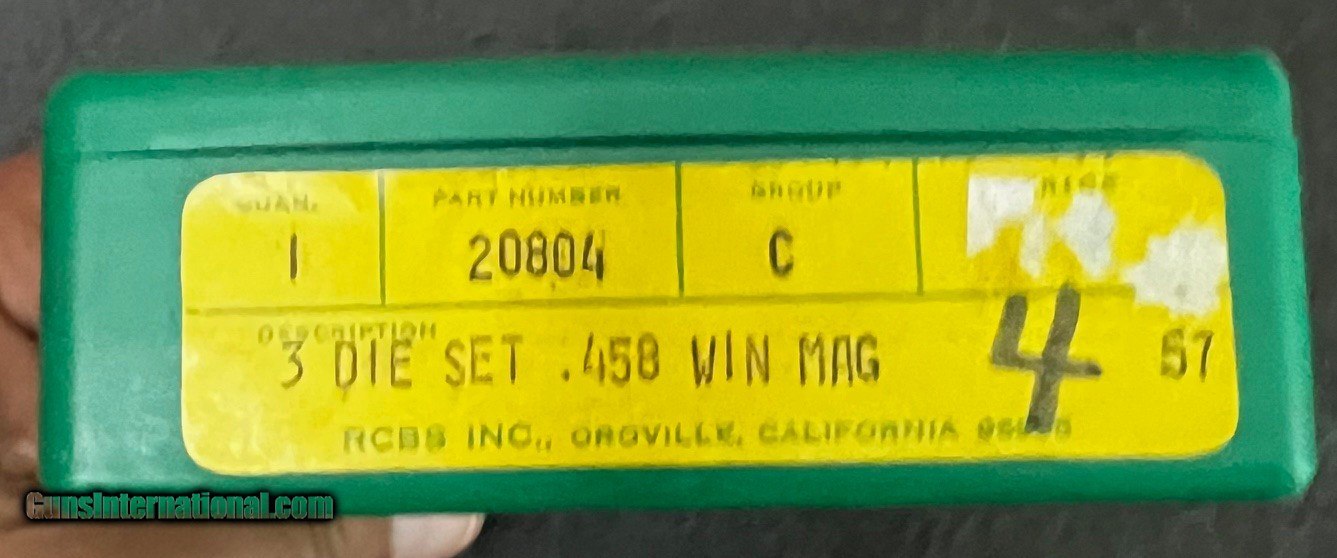 QUAN. PART NUMBER GROUP
1 20804 C
DESCRIPTION
3 DIE SET .458 WIN MAG 4 S7
RCBS INC., OROVILLE, CALIFORNIA
GunsInternational.com